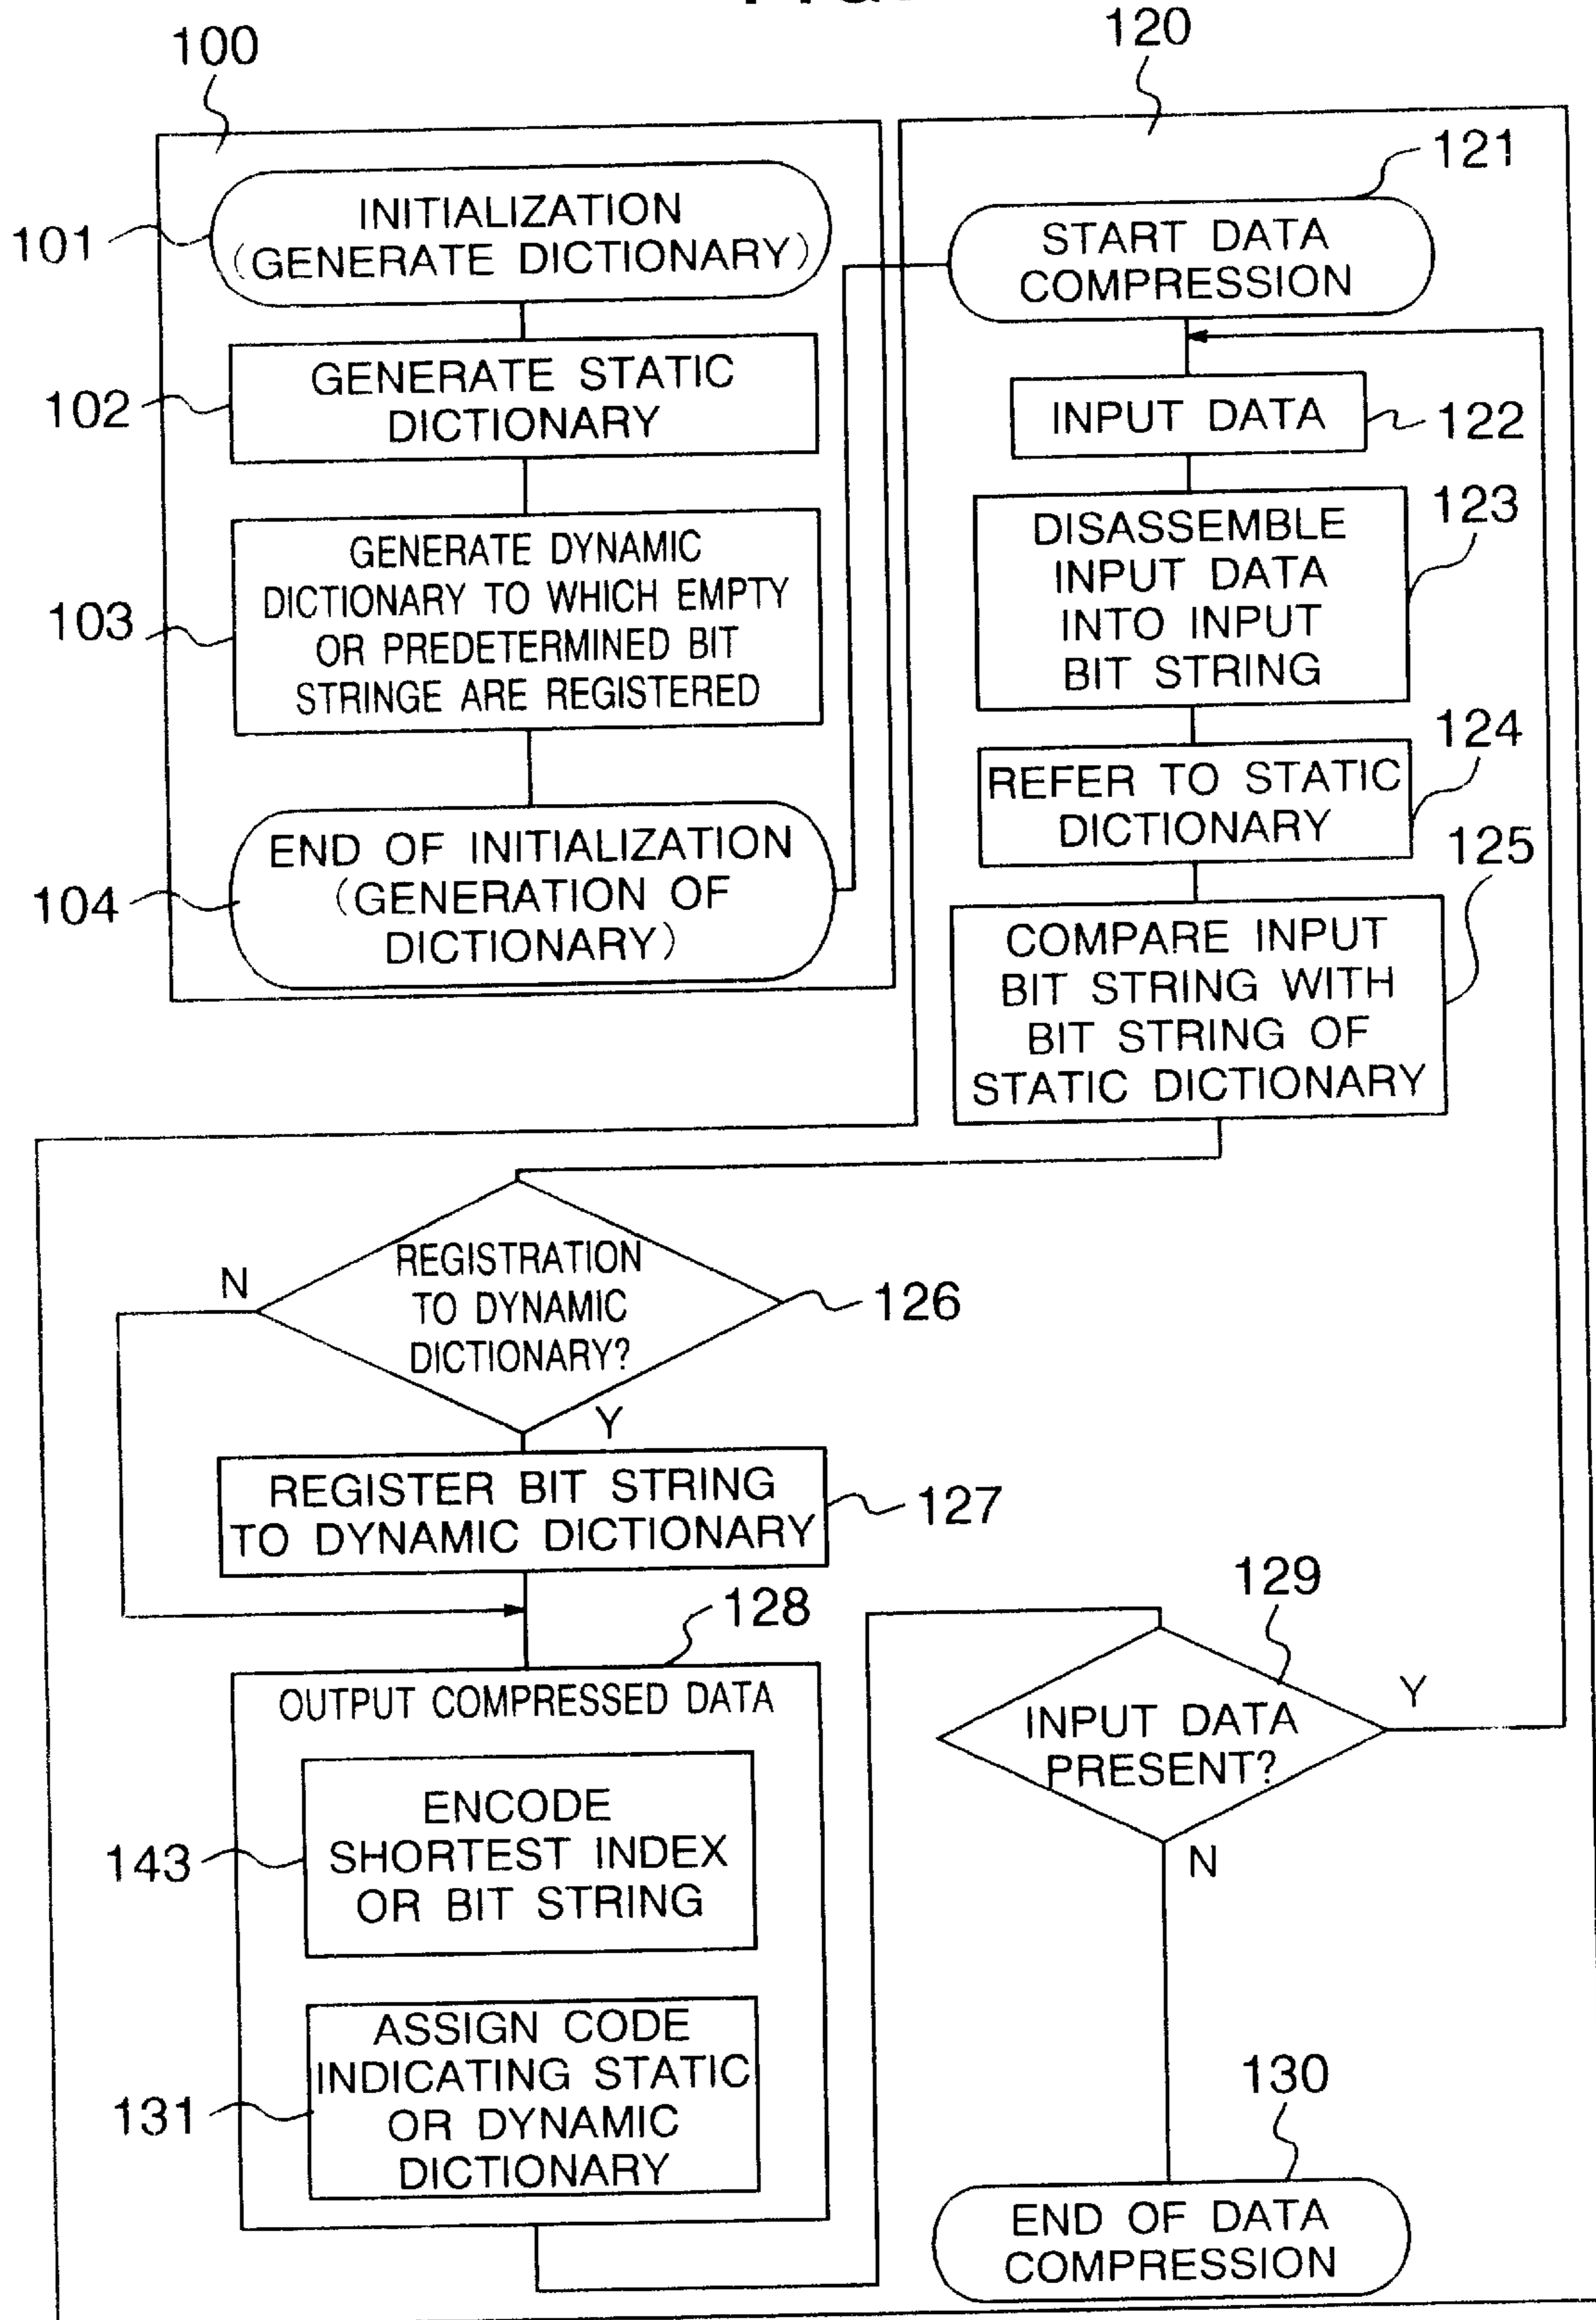 100
101
INITIALIZATION
(GENERATE DICTIONARY)
102
GENERATE STATIC
DICTIONARY
103
GENERATE DYNAMIC
DICTIONARY TO WHICH EMPTY
OR PREDETERMINED BIT
STRINGE ARE REGISTERED
104
END OF INITIALIZATION
(GENERATION OF
DICTIONARY)
120
121
START DATA
COMPRESSION
INPUT DATA
122
123
DISASSEMBLE
INPUT DATA
INTO INPUT
BIT STRING
124
REFER TO STATIC
DICTIONARY
125
COMPARE INPUT
BIT STRING WITH
BIT STRING OF
STATIC DICTIONARY
N
REGISTRATION
TO DYNAMIC
DICTIONARY?
126
Y
REGISTER BIT STRING
TO DYNAMIC DICTIONARY
127
128
OUTPUT COMPRESSED DATA
143
ENCODE
SHORTEST INDEX
OR BIT STRING
131
ASSIGN CODE
INDICATING STATIC
OR DYNAMIC
DICTIONARY
129
INPUT DATA
PRESENT?
Y
N
130
END OF DATA
COMPRESSION